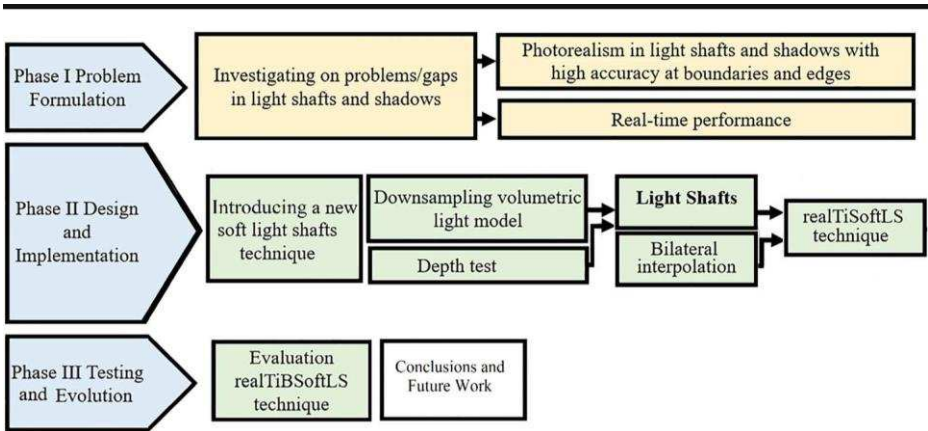 Phase I Problem
Formulation
Investigating on problems/gaps
in light shafts and shadows
Photorealism in light shafts and shadows with
high accuracy at boundaries and edges
Real-time performance
Phase II Design
and
Implementation
Introducing a new
soft light shafts
technique
Downsampling volumetric
light model
Depth test
Light Shafts
Bilateral
interpolation
realTiSoftLS
technique
Phase III Testing
and Evolution
Evaluation
realTiBSoftLS
technique
Conclusions and
Future Work